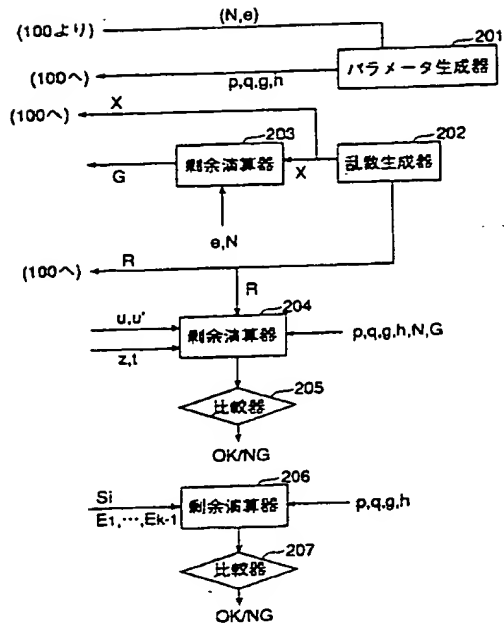 (100より)
(N,e)
201
パラメータ生成器
(100へ)
p,q,g,h
(100へ)
X
203
202
剰余演算器
X
乱数生成器
G
e,N
(100へ)
R
R
204
u,u'
剰余演算器
p,q,g,h,N,G
z,t
205
比較器
OK/NG
206
Si
剰余演算器
p,q,g,h
E1,…,Ek-1
207
比較器
OK/NG